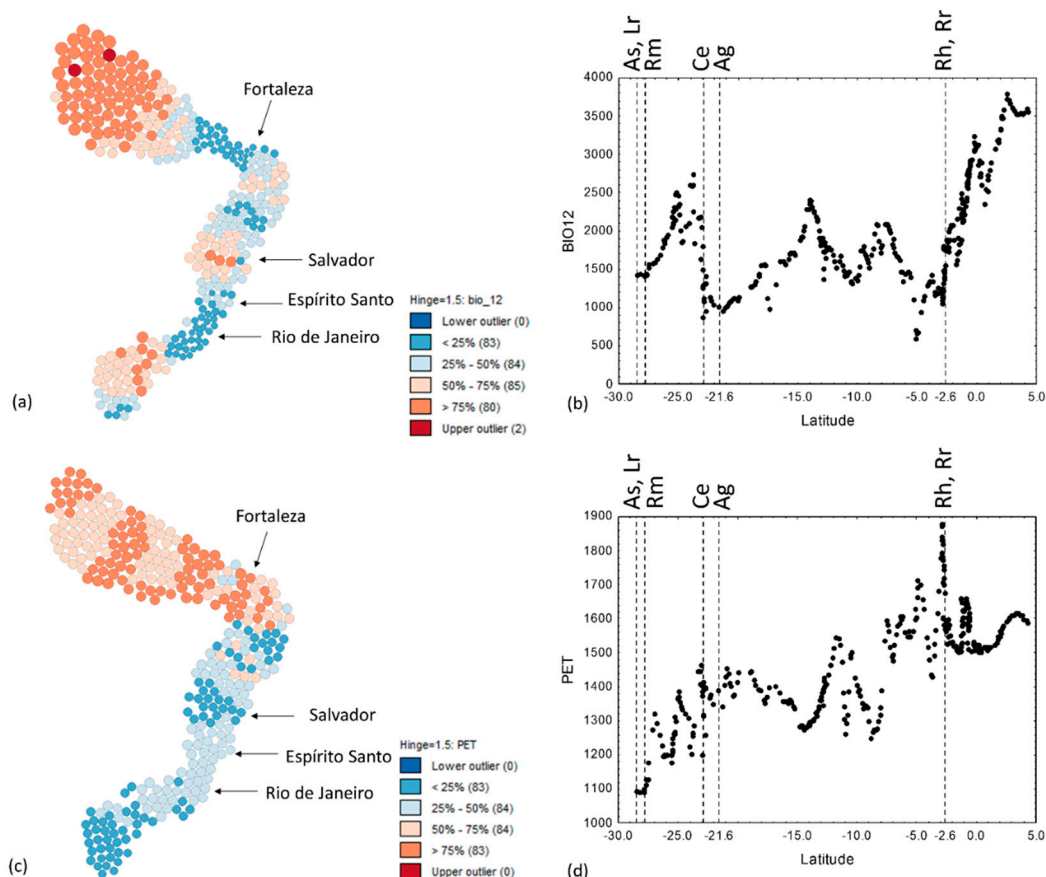 Fortaleza
Salvador
Espírito Santo
Rio de Janeiro
Hinge=1.5: bio_12
Lower outlier (0)
< 25% (83)
25% - 50% (84)
50% - 75% (85)
> 75% (80)
Upper outlier (2)
(a)
As, Lr
Rm
Ce
Ag
Rh, Rr
4000
3500
3000
2500
2000
1500
1000
500
0
BIO12
-30.0
-25.0
-21.6
-15.0
-10.0
-5.0
-2.6
0.0
5.0
Latitude
(b)
Fortaleza
Salvador
Espírito Santo
Rio de Janeiro
Hinge=1.5: PET
Lower outlier (0)
< 25% (83)
25% - 50% (84)
50% - 75% (84)
> 75% (83)
Upper outlier (0)
(c)
As, Lr
Rm
Ce
Ag
Rh, Rr
1900
1800
1700
1600
1500
1400
1300
1200
1100
1000
PET
-30.0
-25.0
-21.6
-15.0
-10.0
-5.0
-2.6
0.0
5.0
Latitude
(d)